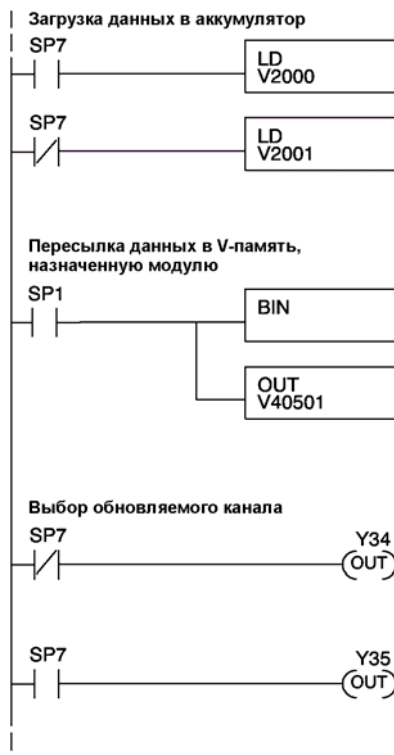 Загрузка данных в аккумулятор
SP7
LD
V2000
SP7
LD
V2001
Пересылка данных в V-память,
назначенную модулю
SP1
BIN
OUT
V40501
Выбор обновляемого канала
SP7
Y34
OUT
SP7
Y35
OUT